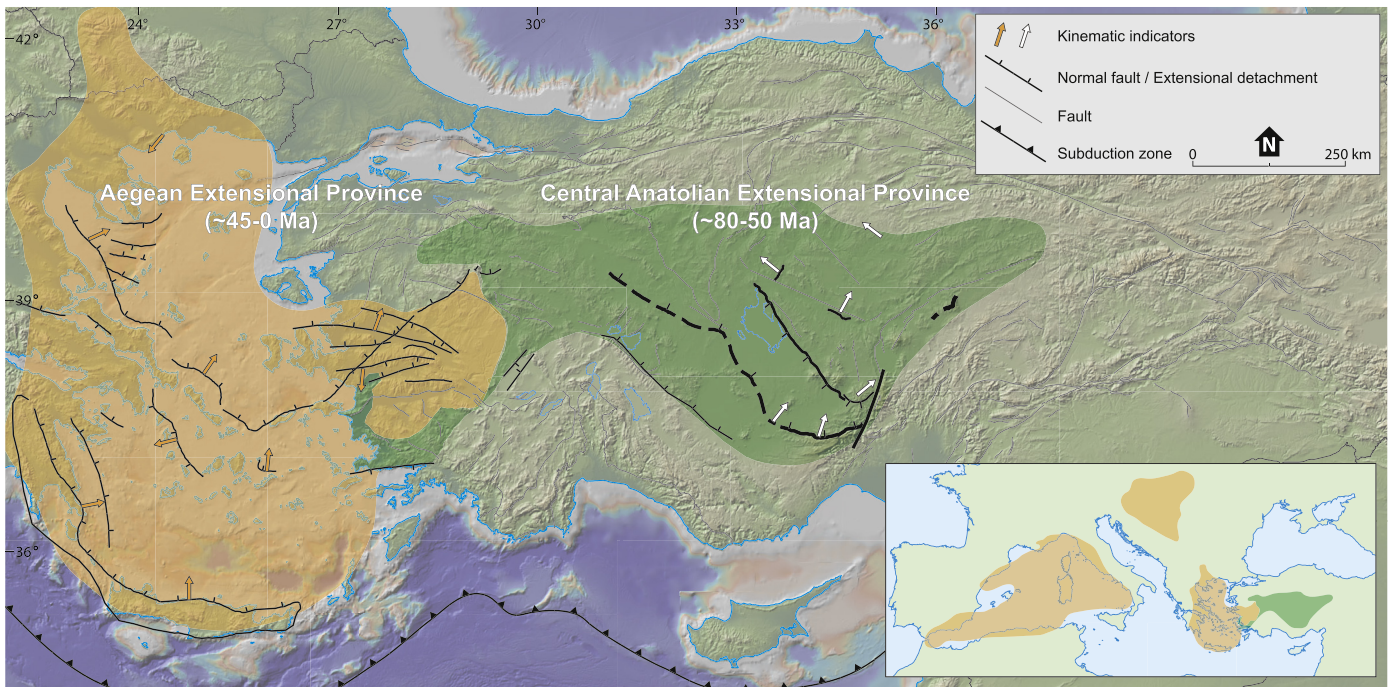 24° 27° 30° 33° 36°
42°
39°
36°
Kinematic indicators
Normal fault / Extensional detachment
Fault
Subduction zone
N
0 250 km
Aegean Extensional Province
(~45-0 Ma)
Central Anatolian Extensional Province
(~80-50 Ma)